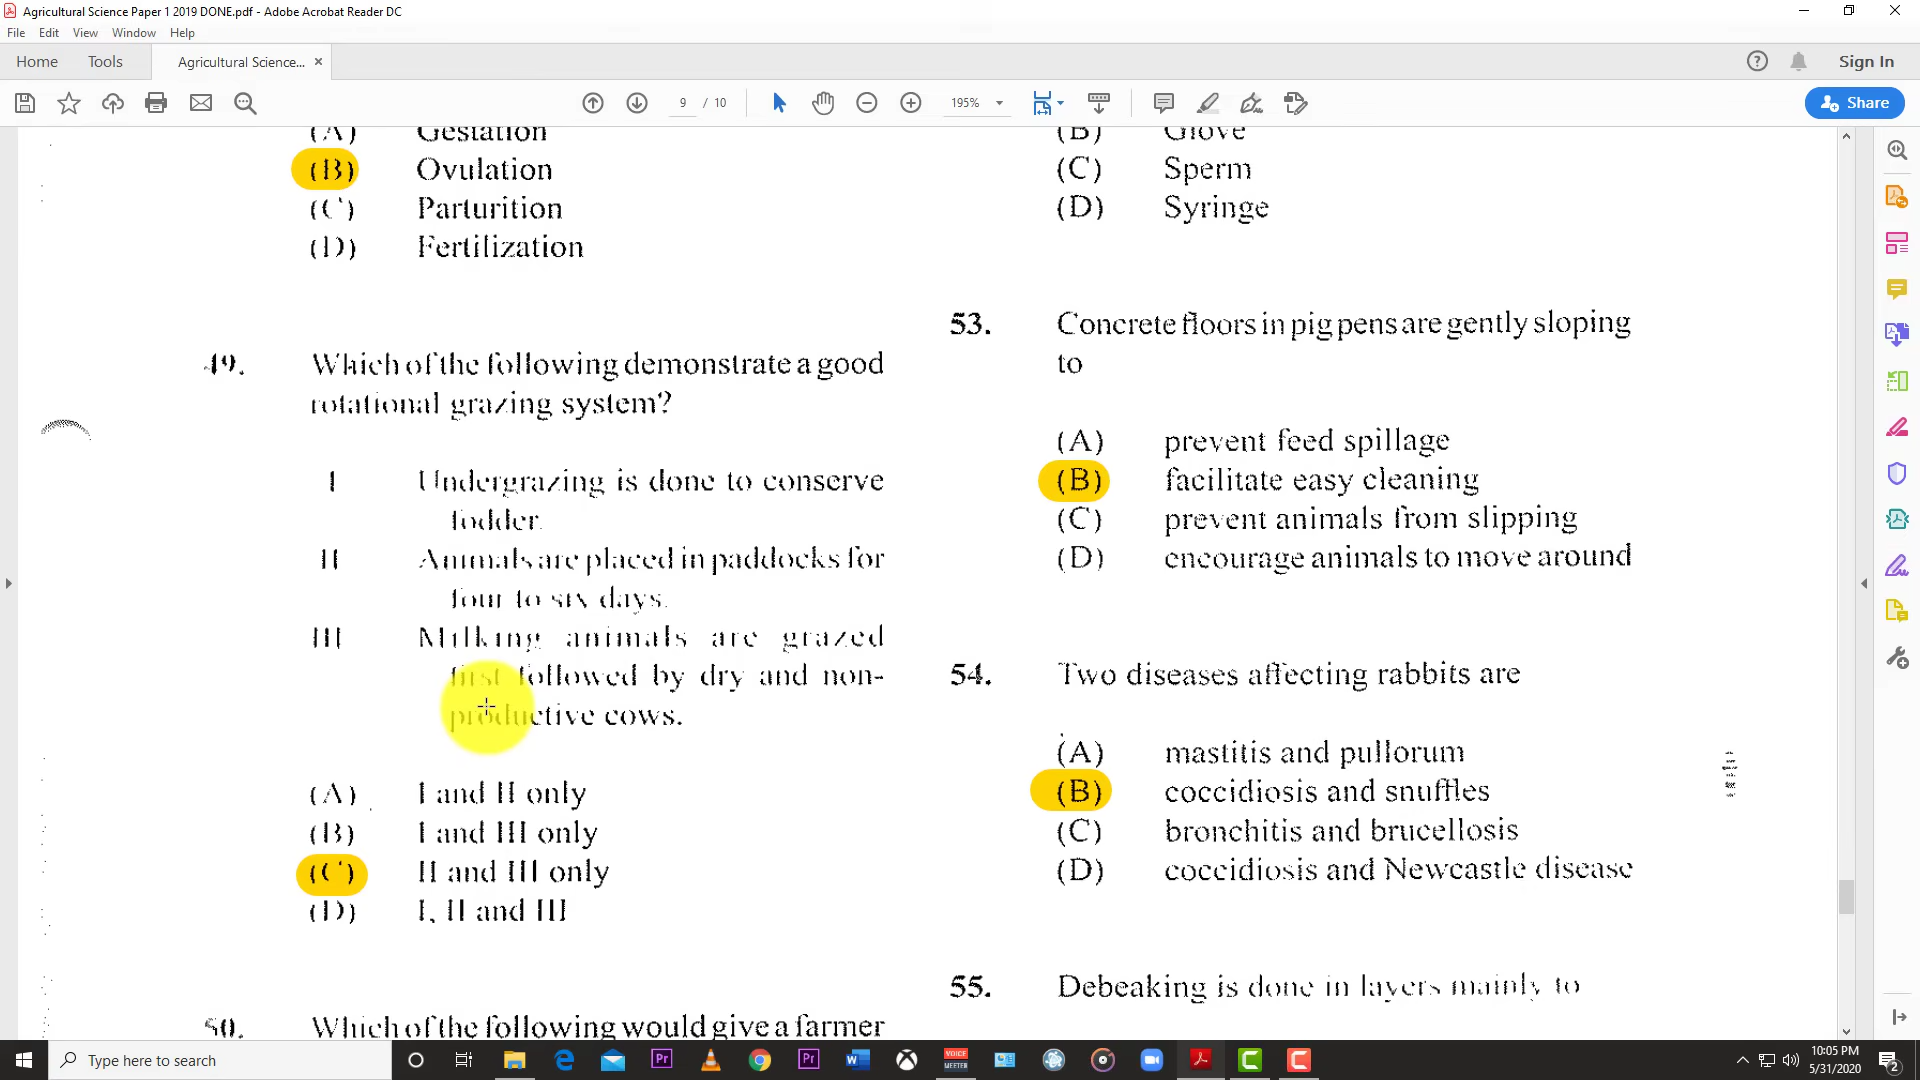 Agricultural Science Paper 1 2019 DONE.pdf - Adobe Acrobat Reader DC
File Edit View Window Help
Home Tools Agricultural Science... × Sign In
9 / 10 195% Share
(A) Gestation
(B) Ovulation
(C) Parturition
(D) Fertilization
49. Which of the following demonstrate a good
rotational grazing system?
I Undergrazing is done to conserve
fodder.
II Animals are placed in paddocks for
four to six days.
III Milking animals are grazed
first followed by dry and non-
productive cows.
(A) I and II only
(B) I and III only
(C) II and III only
(D) I, II and III
50. Which of the following would give a farmer
(B) Glove
(C) Sperm
(D) Syringe
53. Concrete floors in pig pens are gently sloping
to
(A) prevent feed spillage
(B) facilitate easy cleaning
(C) prevent animals from slipping
(D) encourage animals to move around
54. Two diseases affecting rabbits are
(A) mastitis and pullorum
(B) coccidiosis and snuffles
(C) bronchitis and brucellosis
(D) coccidiosis and Newcastle disease
55. Debeaking is done in layers mainly to
Type here to search
Pr
Pr
VOICE
MEETER
10:05 PM
5/31/2020
2